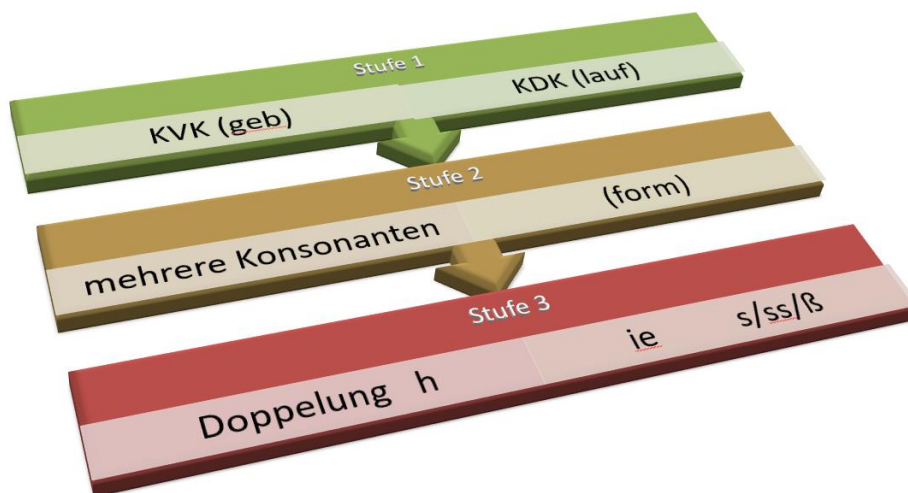 Stufe 1
KVK (geb) KDK (lauf)
Stufe 2
mehrere Konsonanten (form)
Stufe 3
Doppelung h ie s/ss/ß